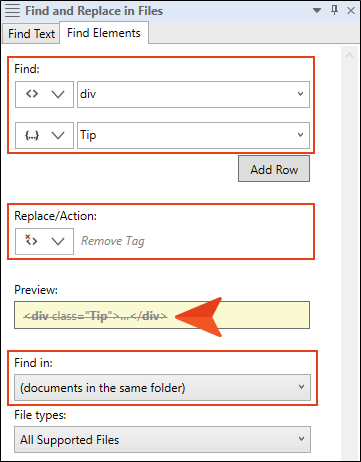 Find and Replace in Files
Find Text
Find Elements
Find:
<> div
{...} Tip
Add Row
Replace/Action:
<> Remove Tag
Preview:
<div class="Tip">...</div>
Find in:
(documents in the same folder)
File types:
All Supported Files